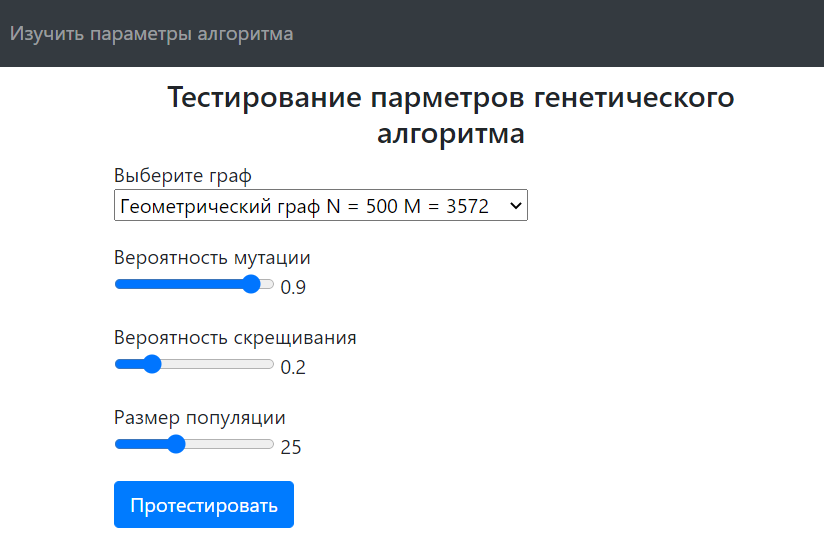 Изучить параметры алгоритма
Тестирование парметров генетического
алгоритма
Выберите граф
Геометрический граф N = 500 M = 3572
Вероятность мутации
0.9
Вероятность скрещивания
0.2
Размер популяции
25
Протестировать